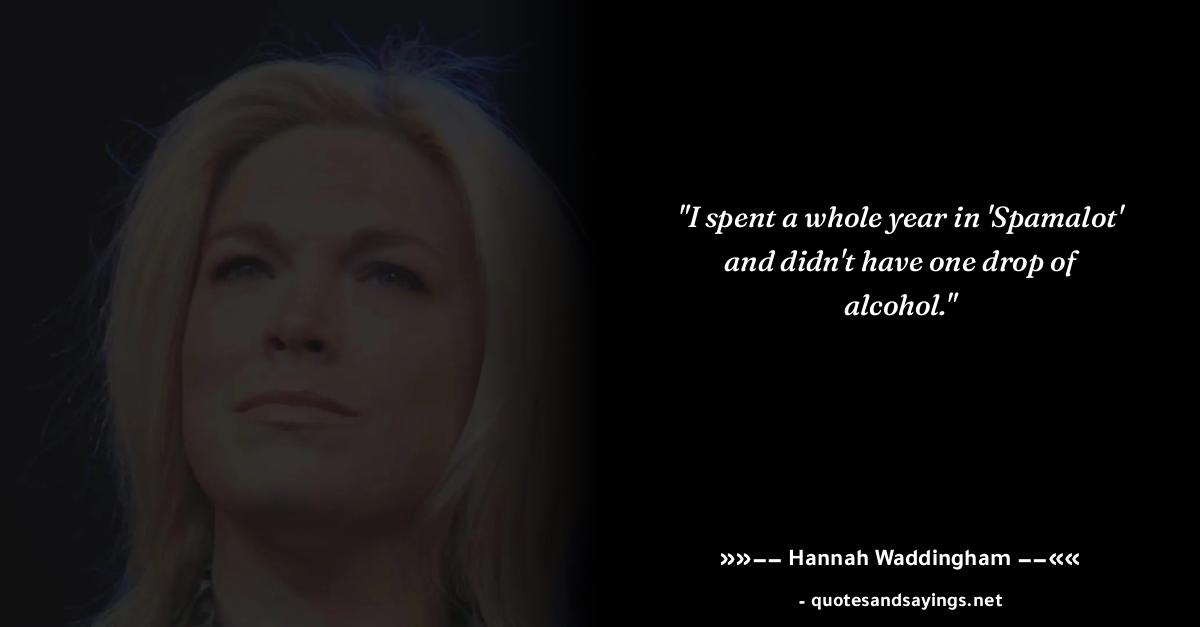 "I spent a whole year in 'Spamalot'
and didn't have one drop of
alcohol."
»»−− Hannah Waddingham −−««
- quotesandsayings.net